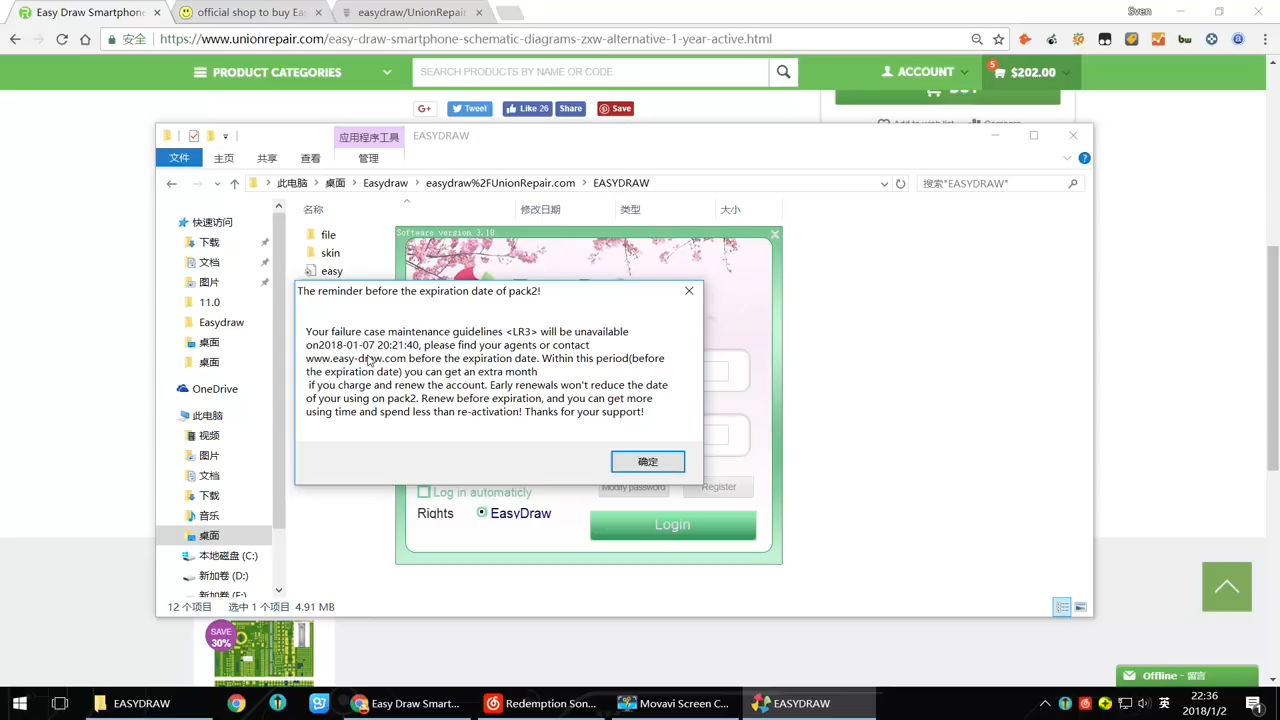 Easy Draw Smartphone
official shop to buy Eas
easydraw/UnionRepair
Sven
安全
https://www.unionrepair.com/easy-draw-smartphone-schematic-diagrams-zxw-alternative-1-year-active.html
PRODUCT CATEGORIES
SEARCH PRODUCTS BY NAME OR CODE
ACCOUNT
5
$202.00
G+
Tweet
Like 26
Share
Save
Add to wish list
Compare
应用程序工具
EASYDRAW
文件
主页
共享
查看
管理
此电脑 › 桌面 › Easydraw › easydraw%2FUnionRepair.com › EASYDRAW
搜索"EASYDRAW"
名称
修改日期
类型
大小
快速访问
下载
文档
图片
11.0
Easydraw
桌面
桌面
OneDrive
此电脑
视频
图片
文档
下载
音乐
桌面
本地磁盘 (C:)
新加卷 (D:)
新加卷 (E:)
file
skin
easy
Software version 3.18
The reminder before the expiration date of pack2!
Your failure case maintenance guidelines <LR3> will be unavailable
on2018-01-07 20:21:40, please find your agents or contact
www.easy-draw.com before the expiration date. Within this period(before
the expiration date) you can get an extra month
if you charge and renew the account. Early renewals won't reduce the date
of your using on pack2. Renew before expiration, and you can get more
using time and spend less than re-activation! Thanks for your support!
确定
Log in automaticly
Modify password
Register
Rights
EasyDraw
Login
12 个项目
选中 1 个项目
4.91 MB
SAVE
30%
Offline - 留言
EASYDRAW
Easy Draw Smart...
Redemption Son...
Movavi Screen C...
EASYDRAW
英
22:36
2018/1/2
1